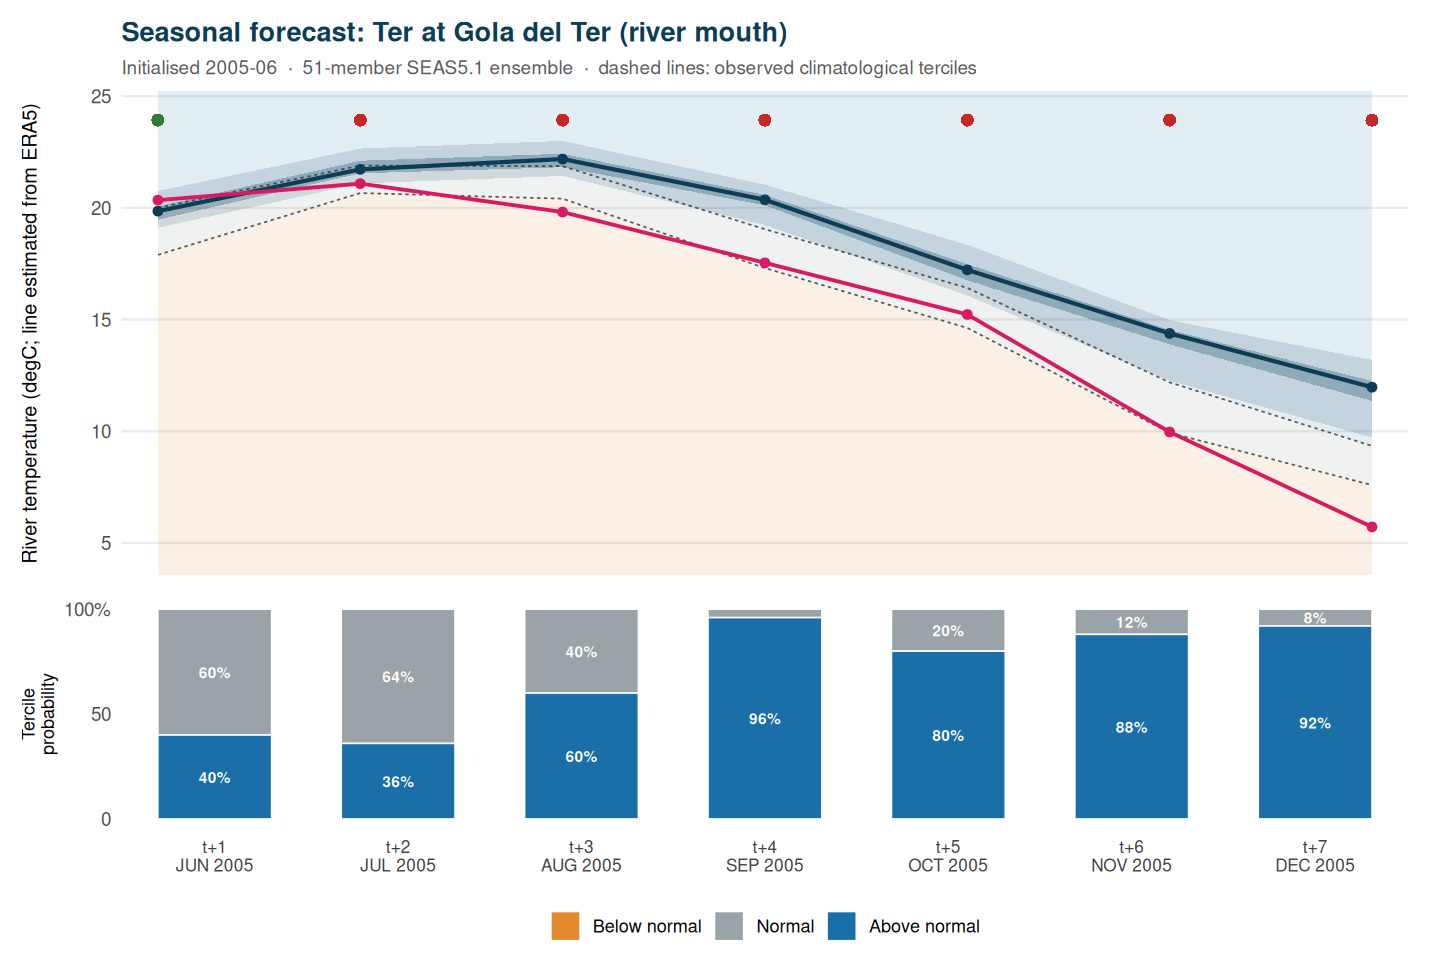 Seasonal forecast: Ter at Gola del Ter (river mouth)
Initialised 2005-06 · 51-member SEAS5.1 ensemble · dashed lines: observed climatological terciles
River temperature (degC; line estimated from ERA5)
25
20
15
10
5
Tercile
probability
100%
50
0
60%
64%
40%
20%
12%
8%
40%
36%
60%
96%
80%
88%
92%
t+1 t+2 t+3 t+4 t+5 t+6 t+7
JUN 2005 JUL 2005 AUG 2005 SEP 2005 OCT 2005 NOV 2005 DEC 2005
Below normal Normal Above normal